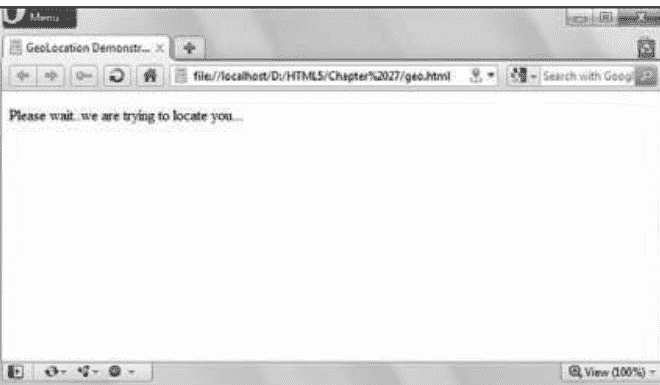 Menu
GeoLocation Demonstr...
file://localhost/D:/HTML5/Chapter%2027/geo.html
Search with Goog
Please wait..we are trying to locate you...
View (100%)